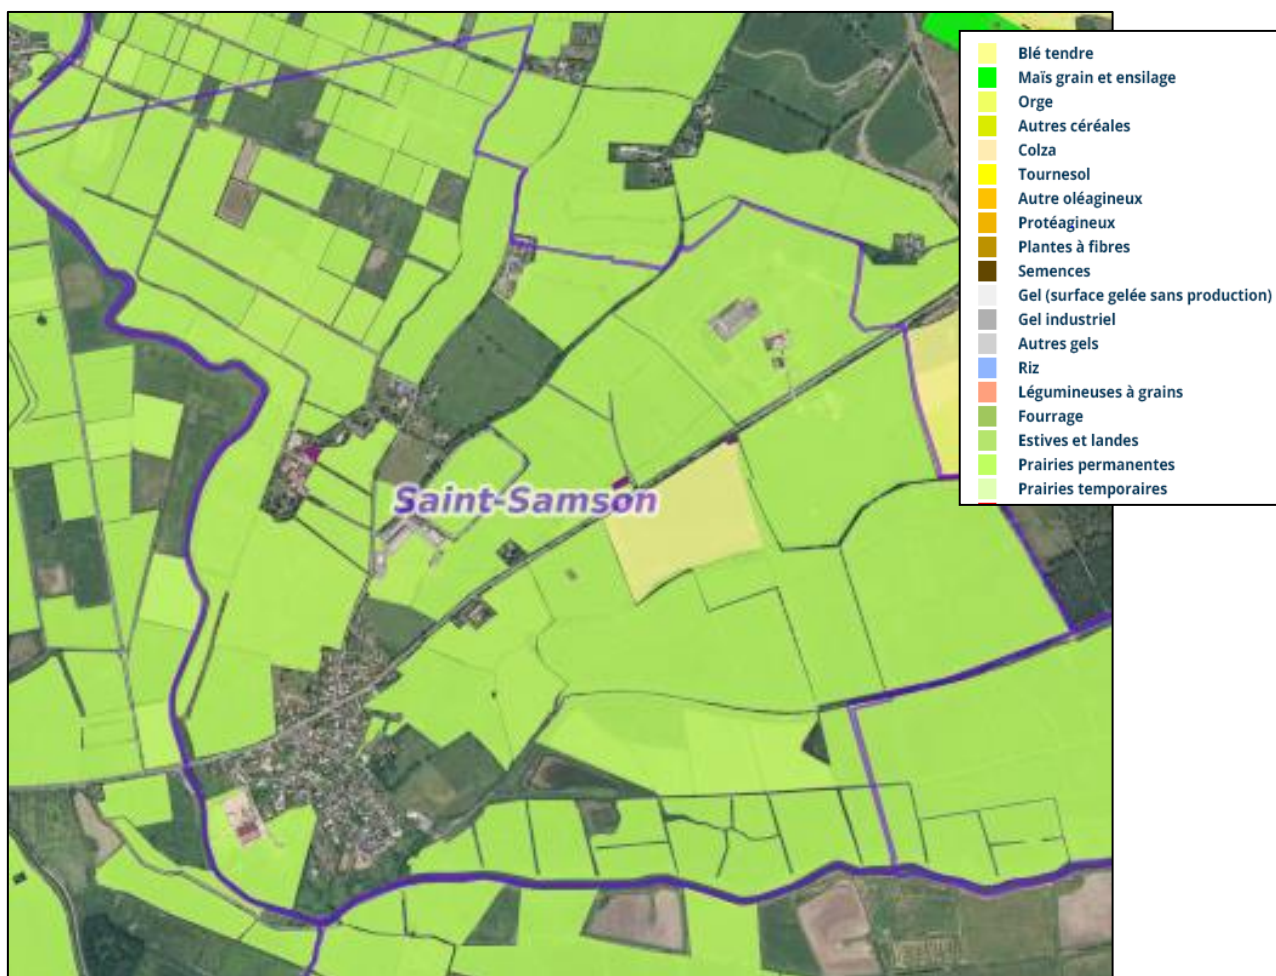 Blé tendre
Maïs grain et ensilage
Orge
Autres céréales
Colza
Tournesol
Autre oléagineux
Protéagineux
Plantes à fibres
Semences
Gel (surface gelée sans production)
Gel industriel
Autres gels
Riz
Légumineuses à grains
Fourrage
Estives et landes
Prairies permanentes
Prairies temporaires
Saint-Samson